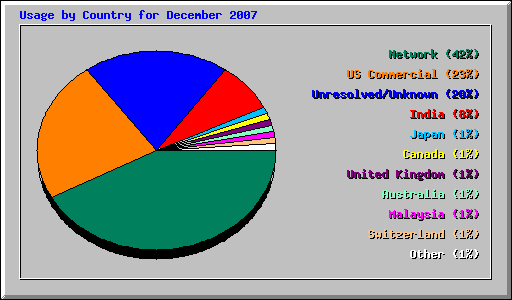 Usage by Country for December 2007
Network (42%)
US Commercial (23%)
Unresolved/Unknown (20%)
India (8%)
Japan (1%)
Canada (1%)
United Kingdom (1%)
Australia (1%)
Malaysia (1%)
Switzerland (1%)
Other (1%)